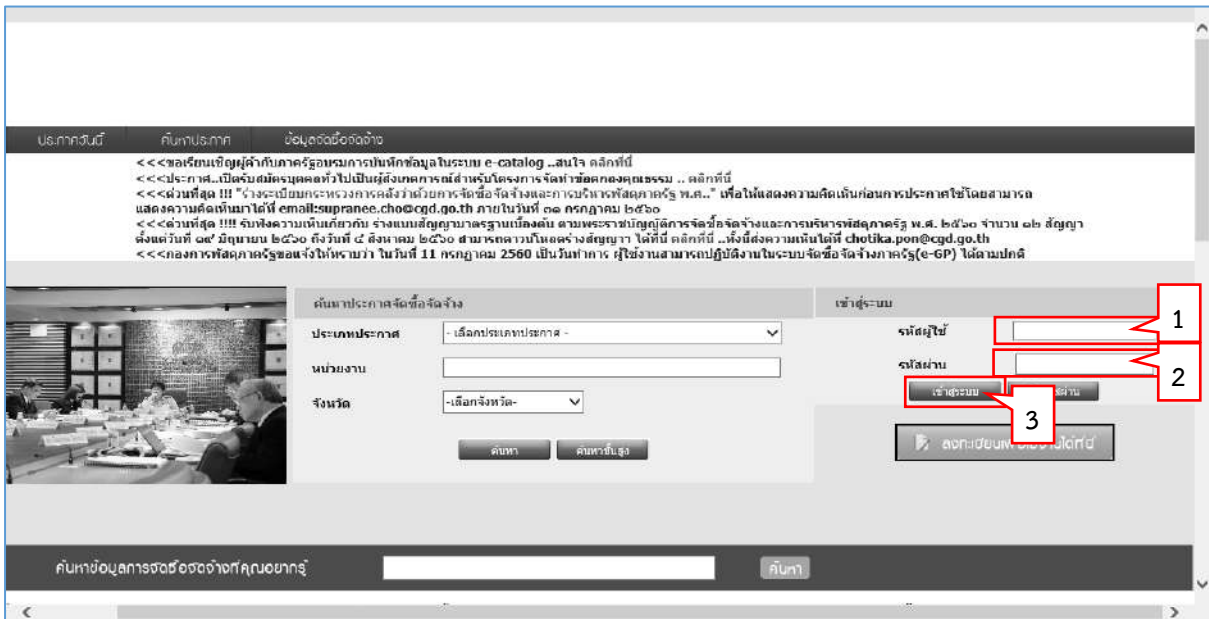 ประกาศวันนี้ ค้นหาประกาศ ข้อมูลจัดซื้อจัดจ้าง
<<<ขอเรียนเชิญผู้ค้ากับภาครัฐอบรมการบันทึกข้อมูลในระบบ e-catalog ..สนใจ คลิกที่นี่
<<<ประกาศ..เปิดรับสมัครบุคคลทั่วไปเป็นผู้สังเกตการณ์สำหรับโครงการจัดทำข้อตกลงคุณธรรม .. คลิกที่นี่
<<<ด่วนที่สุด !!! "ร่างระเบียบกระทรวงการคลังว่าด้วยการจัดซื้อจัดจ้างและการบริหารพัสดุภาครัฐ พ.ศ.." เพื่อให้แสดงความคิดเห็นก่อนการประกาศใช้โดยสามารถ
แสดงความคิดเห็นมาได้ที่ email:supranee.cho@cgd.go.th ภายในวันที่ ๓๑ กรกฎาคม ๒๕๖๐
<<<ด่วนที่สุด !!!! รับฟังความเห็นเกี่ยวกับ ร่างแบบสัญญามาตรฐานเบื้องต้น ตามพระราชบัญญัติการจัดซื้อจัดจ้างและการบริหารพัสดุภาครัฐ พ.ศ. ๒๕๖๐ จำนวน ๑๒ สัญญา
ตั้งแต่วันที่ มิถุนายน ๒๕๖๐ ถึงวันที่ ๔ สิงหาคม ๒๕๖๐ สามารถดาวน์โหลดร่างสัญญาฯ ได้ที่นี่ คลิกที่นี่ ..ทั้งนี้ส่งความเห็นได้ที่ chotika.pon@cgd.go.th
<<<กองการพัสดุภาครัฐขอแจ้งให้ทราบว่า ในวันที่ 11 กรกฎาคม 2560 เป็นวันทำการ ผู้ใช้งานสามารถปฏิบัติงานในระบบจัดซื้อจัดจ้างภาครัฐ(e-GP) ได้ตามปกติ
ค้นหาประกาศจัดซื้อจัดจ้าง
ประเภทประกาศ - เลือกประเภทประกาศ -
หน่วยงาน
จังหวัด -เลือกจังหวัด-
ค้นหา ค้นหาขั้นสูง
เข้าสู่ระบบ
รหัสผู้ใช้ 1
รหัสผ่าน 2
เข้าสู่ระบบ 3
ค้นหาข้อมูลการจัดซื้อจัดจ้างที่คุณอยากรู้ ค้นหา